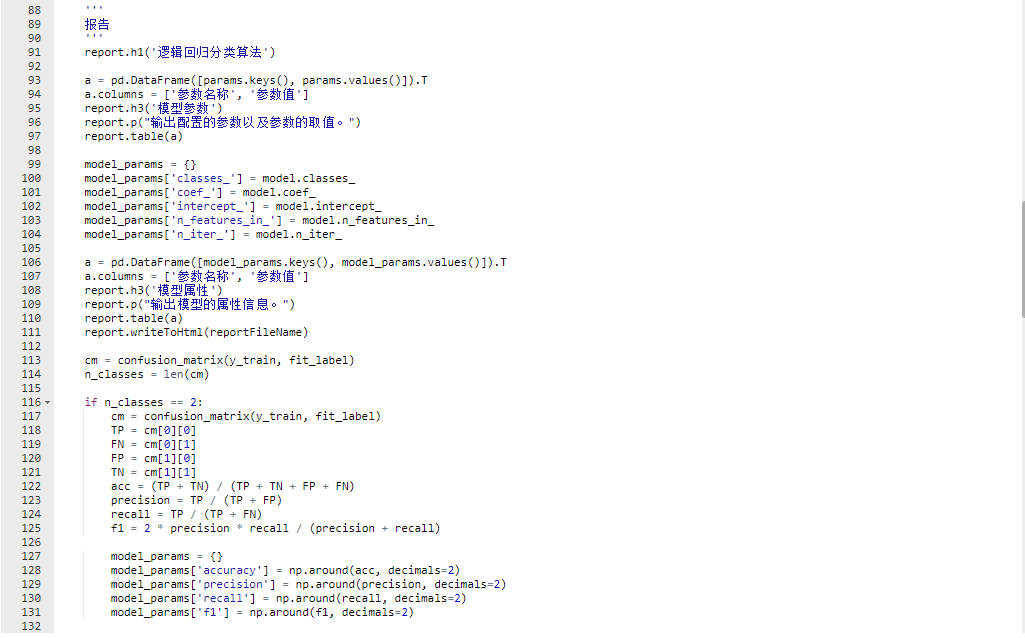 88 '''
89 报告
90 '''
91 report.h1('逻辑回归分类算法')
92
93 a = pd.DataFrame([params.keys(), params.values()]).T
94 a.columns = ['参数名称', '参数值']
95 report.h3('模型参数')
96 report.p("输出配置的参数以及参数的取值。")
97 report.table(a)
98
99 model_params = {}
100 model_params['classes_'] = model.classes_
101 model_params['coef_'] = model.coef_
102 model_params['intercept_'] = model.intercept_
103 model_params['n_features_in_'] = model.n_features_in_
104 model_params['n_iter_'] = model.n_iter_
105
106 a = pd.DataFrame([model_params.keys(), model_params.values()]).T
107 a.columns = ['参数名称', '参数值']
108 report.h3('模型属性')
109 report.p("输出模型的属性信息。")
110 report.table(a)
111 report.writeToHtml(reportFileName)
112
113 cm = confusion_matrix(y_train, fit_label)
114 n_classes = len(cm)
115
116 if n_classes == 2:
117 cm = confusion_matrix(y_train, fit_label)
118 TP = cm[0][0]
119 FN = cm[0][1]
120 FP = cm[1][0]
121 TN = cm[1][1]
122 acc = (TP + TN) / (TP + TN + FP + FN)
123 precision = TP / (TP + FP)
124 recall = TP / (TP + FN)
125 f1 = 2 * precision * recall / (precision + recall)
126
127 model_params = {}
128 model_params['accuracy'] = np.around(acc, decimals=2)
129 model_params['precision'] = np.around(precision, decimals=2)
130 model_params['recall'] = np.around(recall, decimals=2)
131 model_params['f1'] = np.around(f1, decimals=2)
132